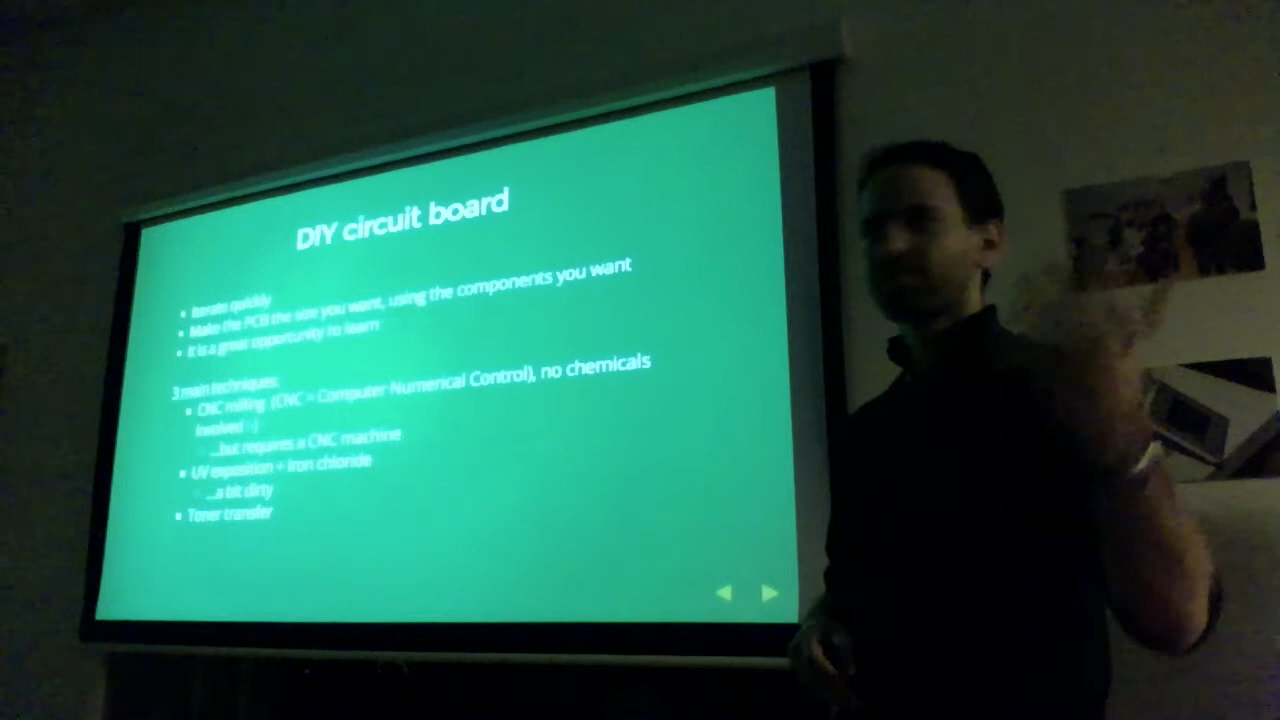 DIY circuit board
Iterate quickly
Make the PCB the size you want, using the components you want
It is a great opportunity to learn
3 main techniques:
CNC milling (CNC = Computer Numerical Control), no chemicals
involved :-)
...but requires a CNC machine
UV exposition + Iron chloride
...a bit dirty
Toner transfer